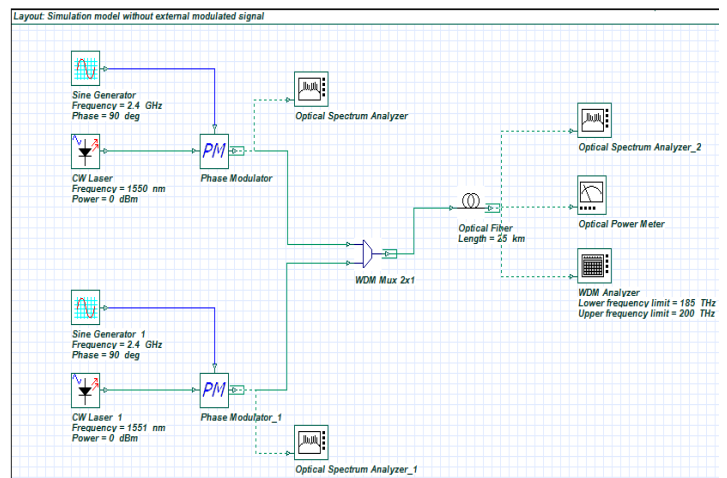 Layout: Simulation model without external modulated signal
Sine Generator
Frequency = 2.4 GHz
Phase = 90 deg
Optical Spectrum Analyzer
CW Laser
Frequency = 1550 nm
Power = 0 dBm
PM
Phase Modulator
Optical Spectrum Analyzer_2
Optical Fiber
Length = 25 km
Optical Power Meter
WDM Mux 2x1
WDM Analyzer
Lower frequency limit = 185 THz
Upper frequency limit = 200 THz
Sine Generator_1
Frequency = 2.4 GHz
Phase = 90 deg
CW Laser_1
Frequency = 1551 nm
Power = 0 dBm
PM
Phase Modulator_1
Optical Spectrum Analyzer_1